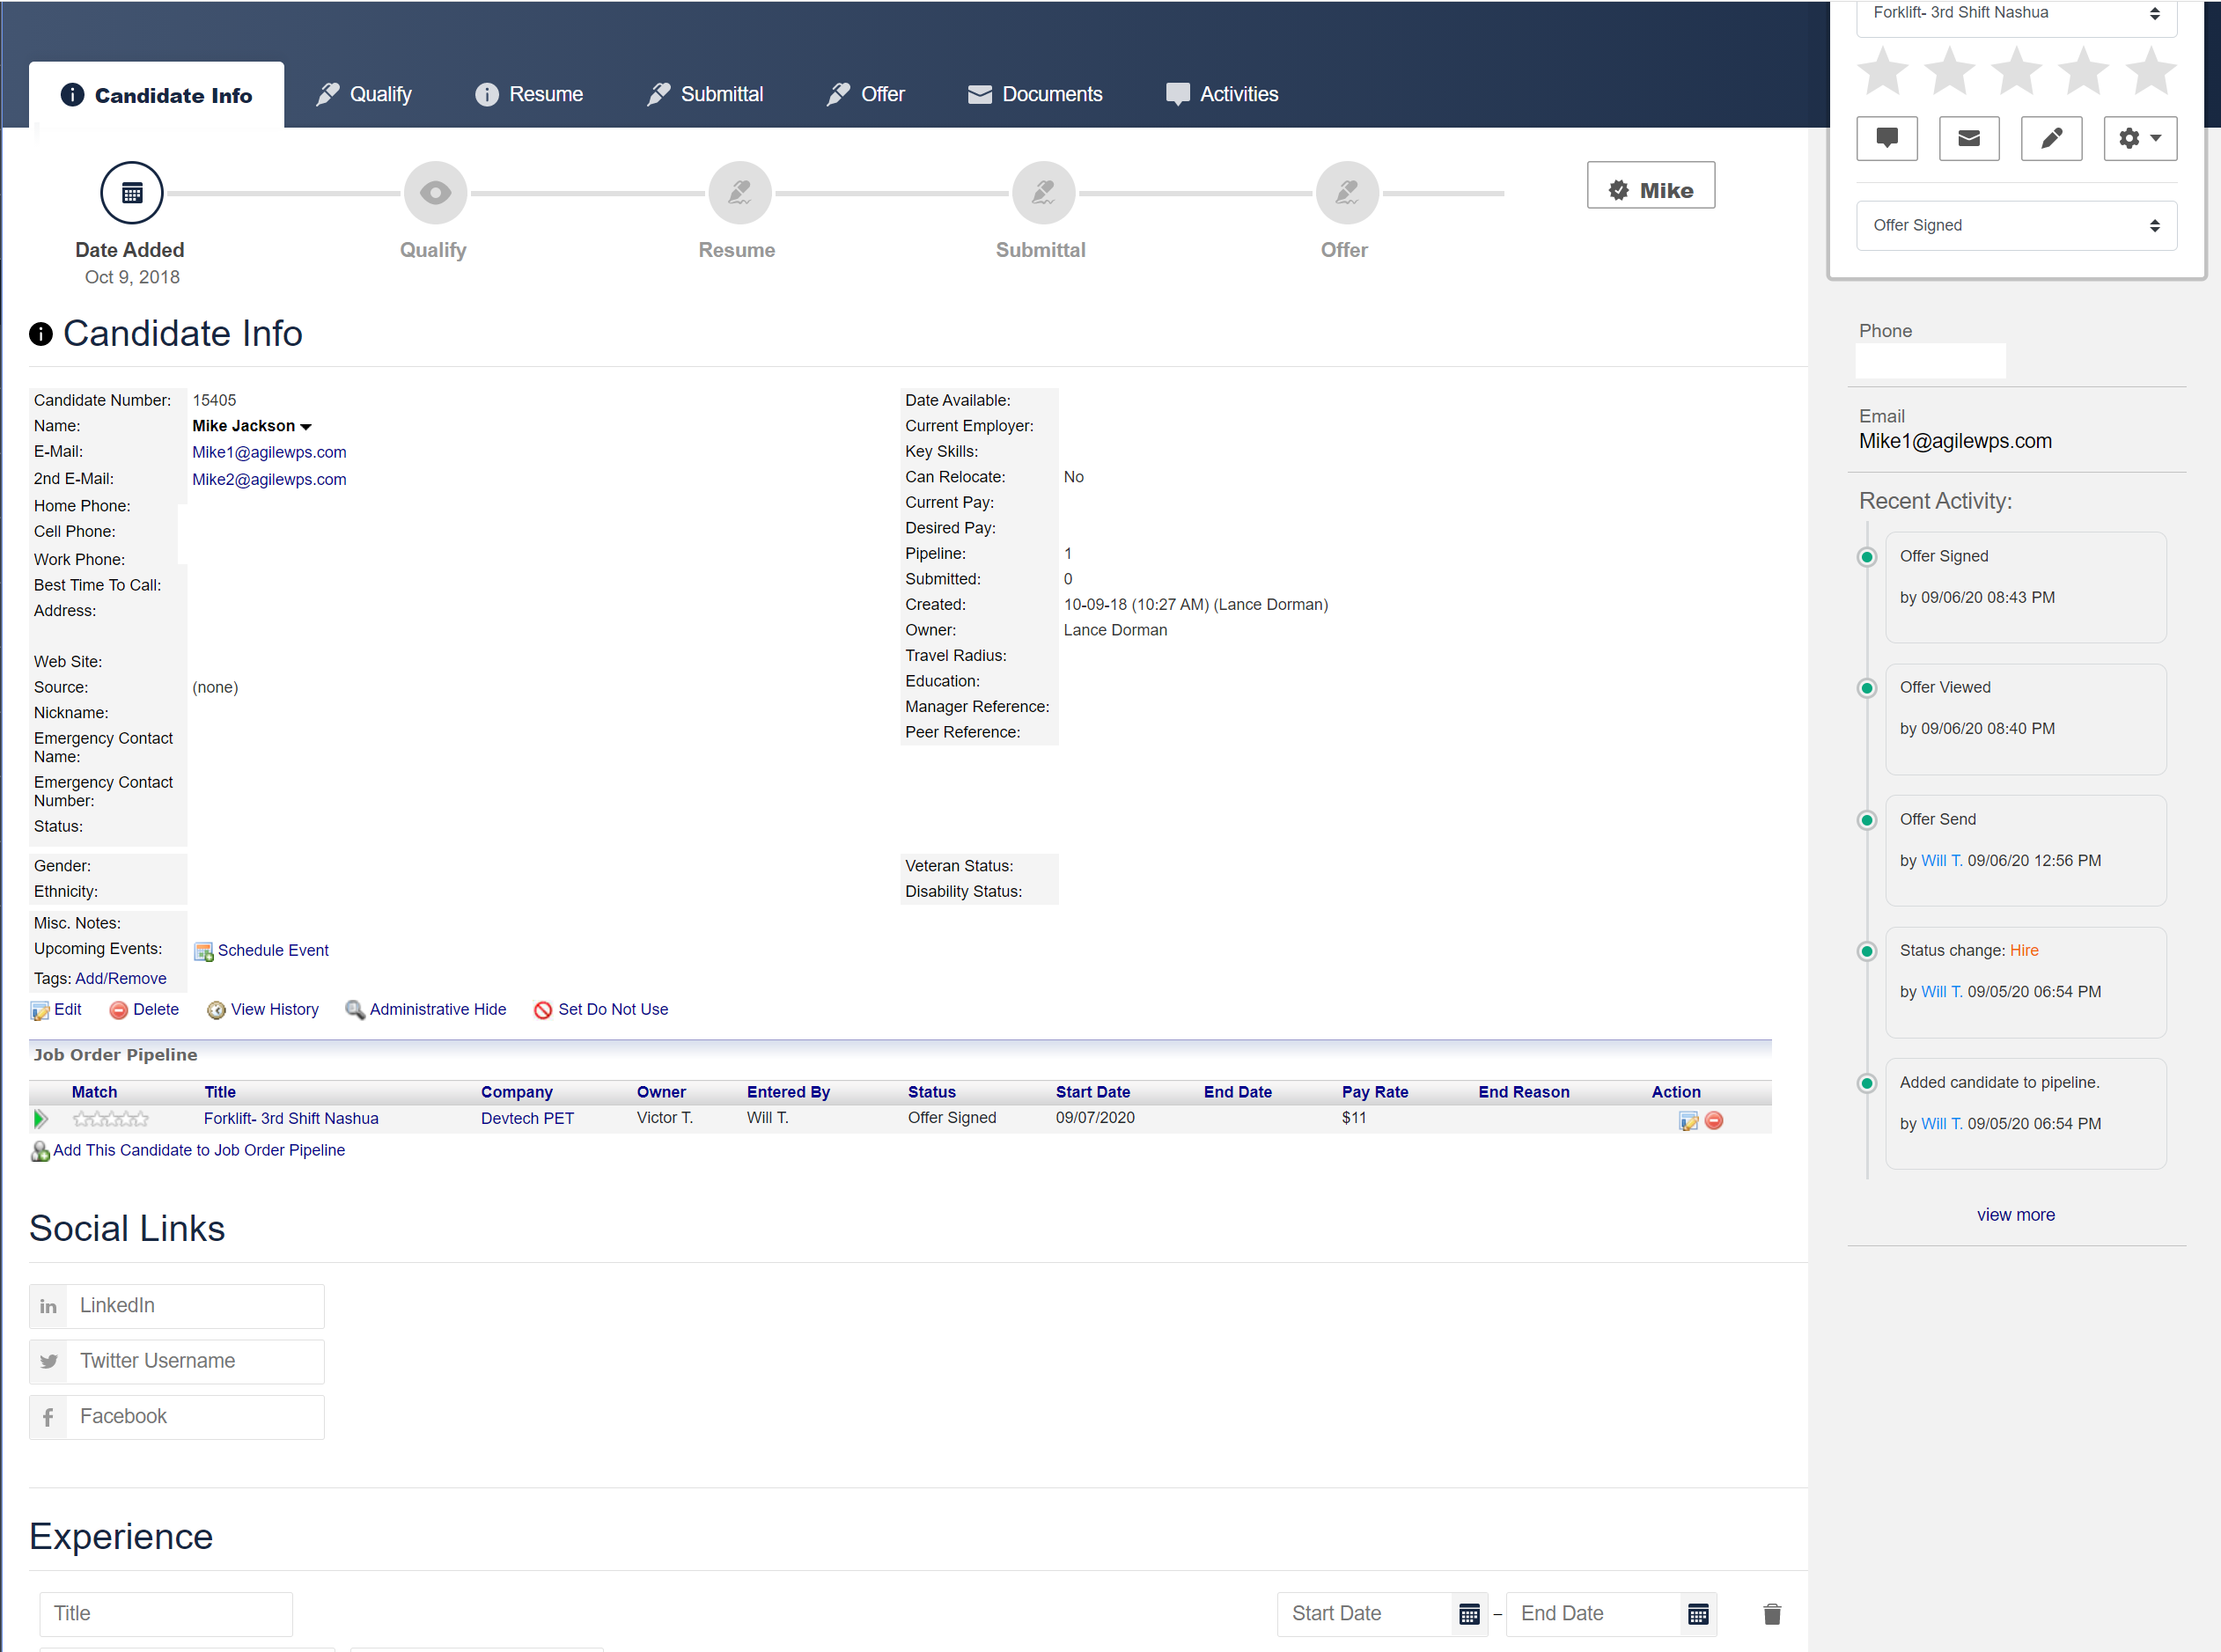 Candidate Info
Qualify
Resume
Submittal
Offer
Documents
Activities
Date Added
Oct 9, 2018
Qualify
Resume
Submittal
Offer
Mike
Candidate Info
Candidate Number: 15405
Name: Mike Jackson
E-Mail: Mike1@agilewps.com
2nd E-Mail: Mike2@agilewps.com
Home Phone:
Cell Phone:
Work Phone:
Best Time To Call:
Address:
Web Site:
Source: (none)
Nickname:
Emergency Contact
Name:
Emergency Contact
Number:
Status:
Date Available:
Current Employer:
Key Skills:
Can Relocate: No
Current Pay:
Desired Pay:
Pipeline: 1
Submitted: 0
Created: 10-09-18 (10:27 AM) (Lance Dorman)
Owner: Lance Dorman
Travel Radius:
Education:
Manager Reference:
Peer Reference:
Gender:
Ethnicity:
Veteran Status:
Disability Status:
Misc. Notes:
Upcoming Events: Schedule Event
Tags: Add/Remove
Edit Delete View History Administrative Hide Set Do Not Use
Job Order Pipeline
Match Title Company Owner Entered By Status Start Date End Date Pay Rate End Reason Action
Forklift- 3rd Shift Nashua Devtech PET Victor T. Will T. Offer Signed 09/07/2020 $11
Add This Candidate to Job Order Pipeline
Social Links
in LinkedIn
Twitter Username
f Facebook
Experience
Title
Start Date – End Date
Forklift- 3rd Shift Nashua
Offer Signed
Phone
Email
Mike1@agilewps.com
Recent Activity:
Offer Signed
by 09/06/20 08:43 PM
Offer Viewed
by 09/06/20 08:40 PM
Offer Send
by Will T. 09/06/20 12:56 PM
Status change: Hire
by Will T. 09/05/20 06:54 PM
Added candidate to pipeline.
by Will T. 09/05/20 06:54 PM
view more